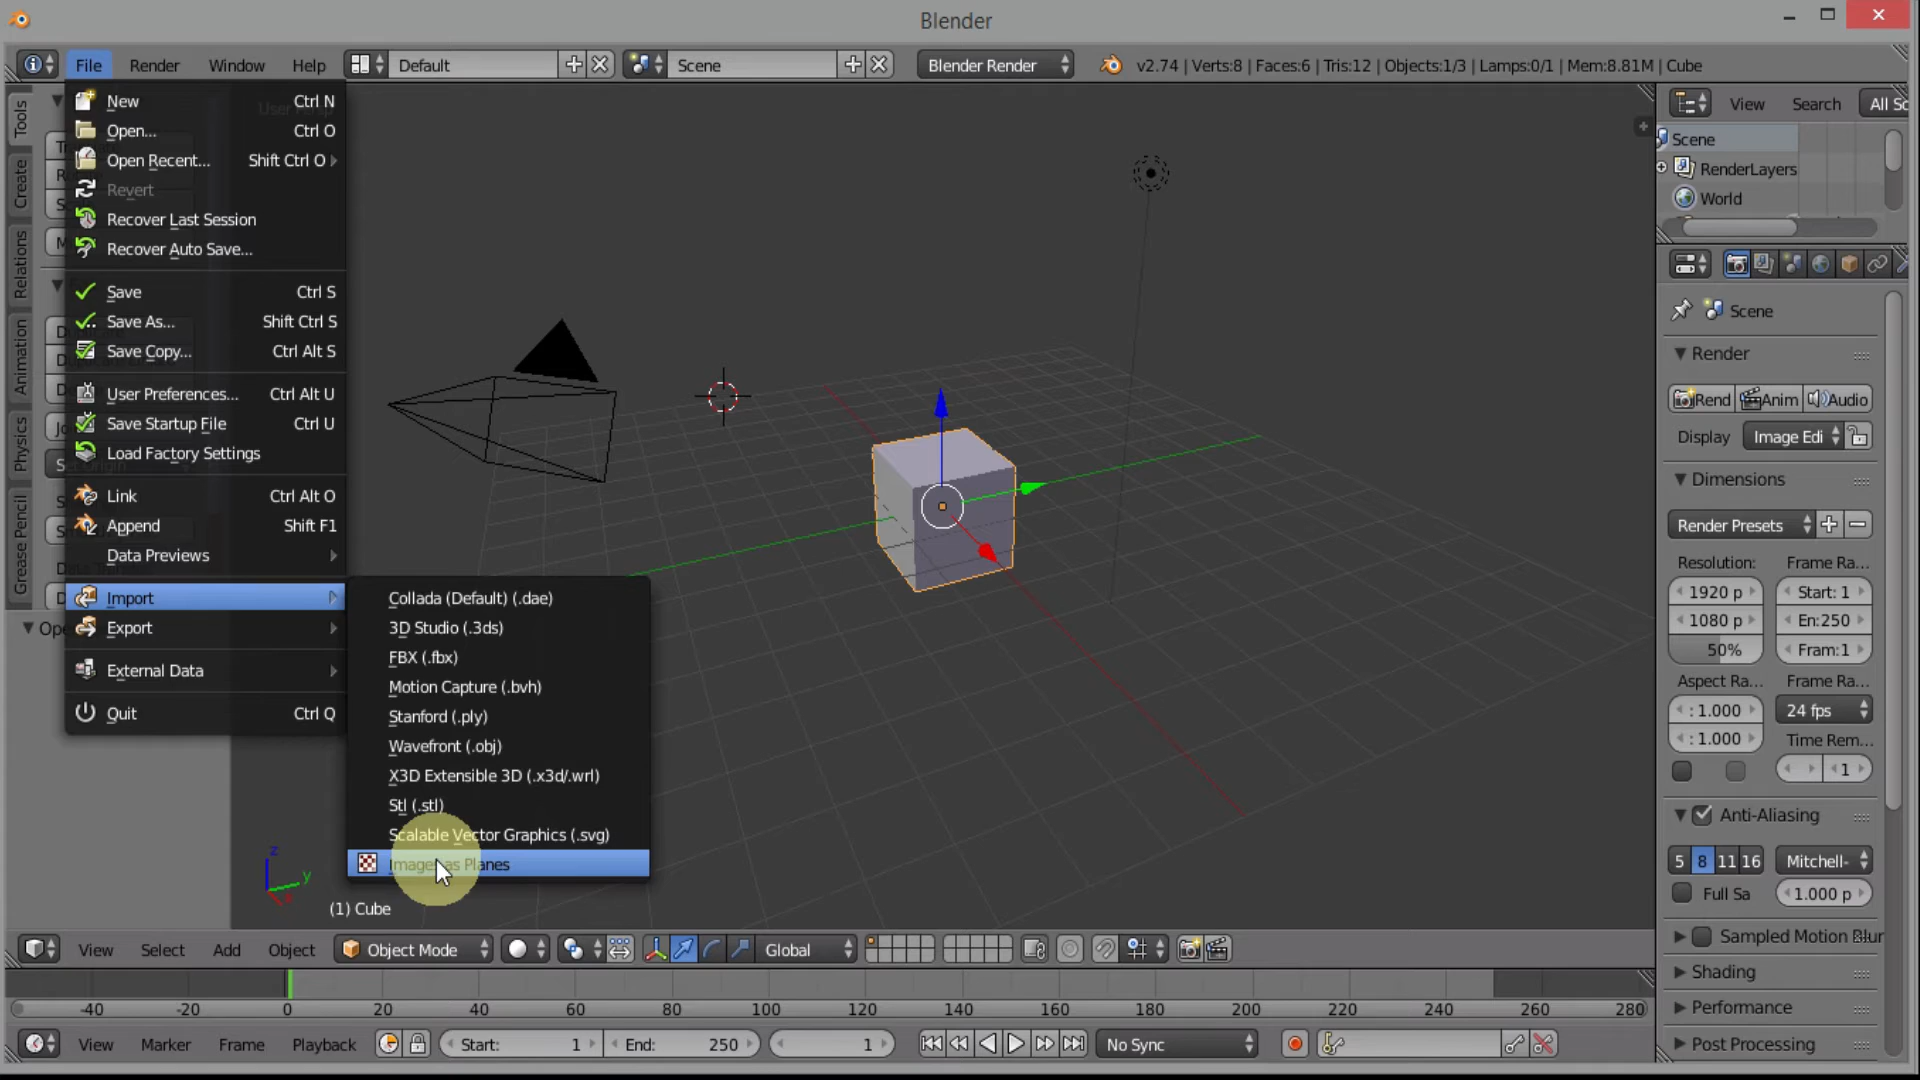 Blender
File Render Window Help Default Scene Blender Render v2.74 | Verts:8 | Faces:6 | Tris:12 | Objects:1/3 | Lamps:0/1 | Mem:8.81M | Cube
New Ctrl N
Open... Ctrl O
Open Recent... Shift Ctrl O
Revert
Recover Last Session
Recover Auto Save...
Save Ctrl S
Save As... Shift Ctrl S
Save Copy... Ctrl Alt S
User Preferences... Ctrl Alt U
Save Startup File Ctrl U
Load Factory Settings
Link Ctrl Alt O
Append Shift F1
Data Previews
Import
Export
External Data
Quit Ctrl Q
Tools
Create
Relations
Animation
Physics
Grease Pencil
Collada (Default) (.dae)
3D Studio (.3ds)
FBX (.fbx)
Motion Capture (.bvh)
Stanford (.ply)
Wavefront (.obj)
X3D Extensible 3D (.x3d/.wrl)
Stl (.stl)
Scalable Vector Graphics (.svg)
Images as Planes
z
y
x
(1) Cube
View Search All Sc
Scene
RenderLayers
World
Scene
Render
Rend Anim Audio
Display Image Edi
Dimensions
Render Presets
Resolution: Frame Ra...
1920 p Start: 1
1080 p En:250
50% Fram:1
Aspect Ra... Frame Ra...
: 1.000 24 fps
: 1.000 Time Rem...
1
Anti-Aliasing
5 8 11 16 Mitchell-
Full Sa 1.000 p
Sampled Motion Blur
Shading
Performance
Post Processing
View Select Add Object Object Mode Global
-40 -20 0 20 40 60 80 100 120 140 160 180 200 220 240 260 280
View Marker Frame Playback Start: 1 End: 250 1 No Sync